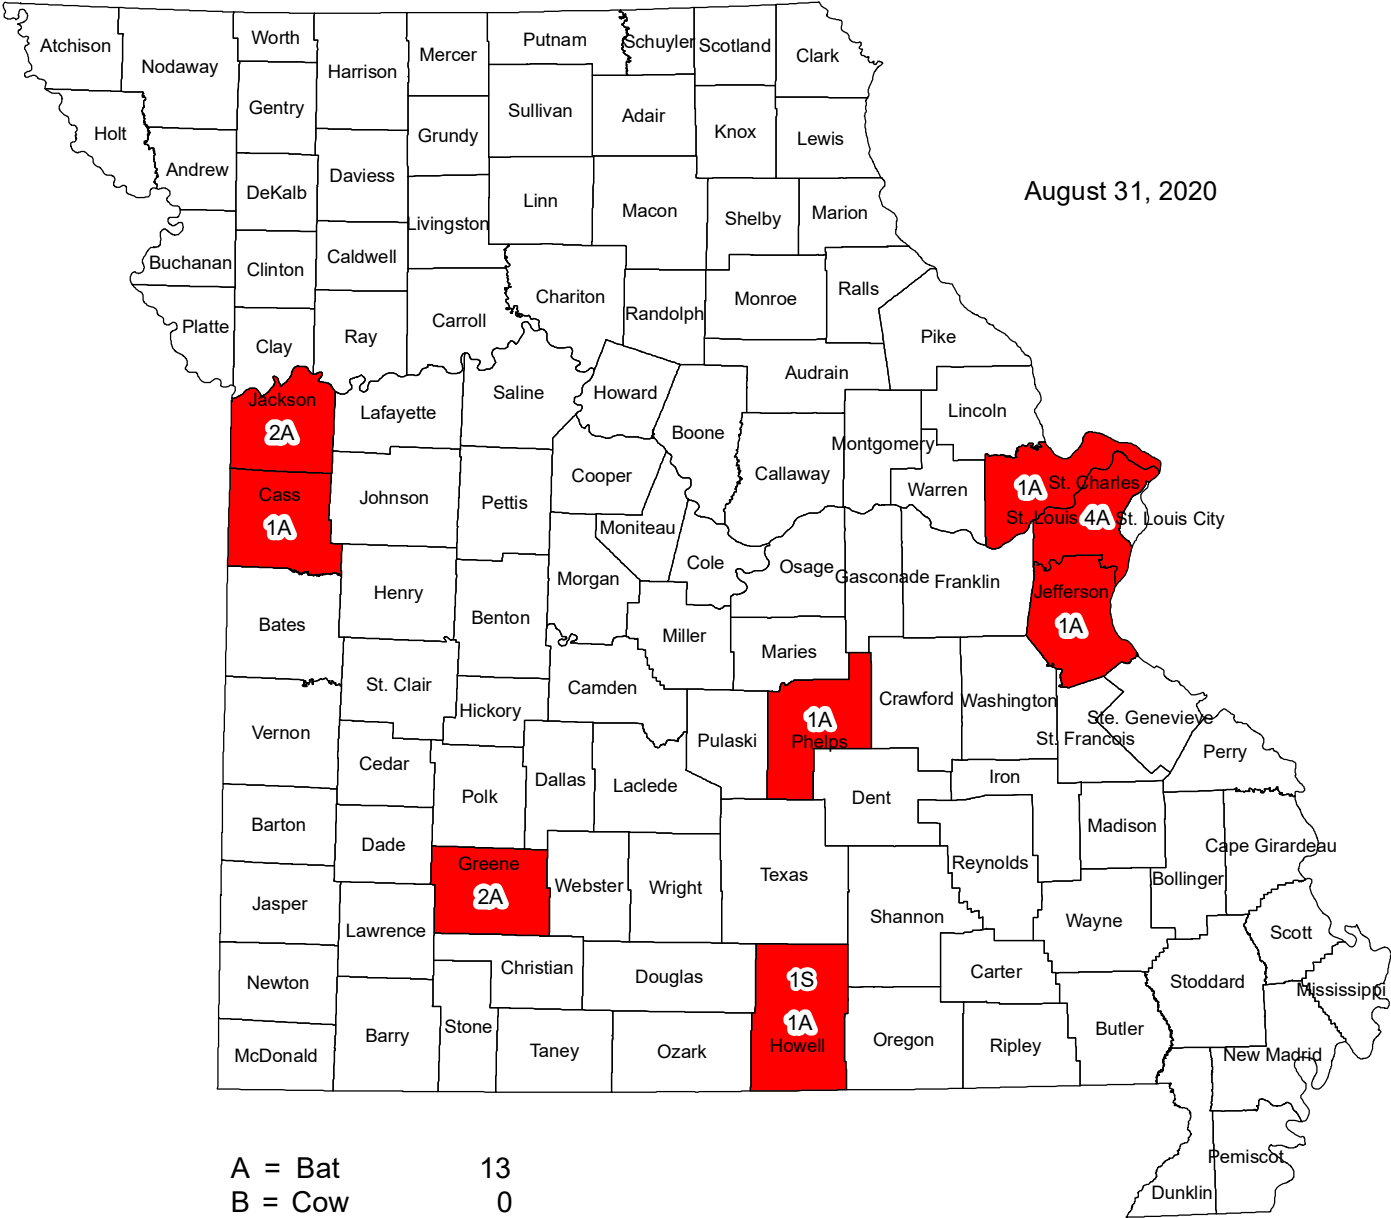 Atchison
Nodaway
Worth
Harrison
Mercer
Putnam
Schuyler
Scotland
Clark
Gentry
Sullivan
Adair
Holt
Grundy
Knox
Lewis
Andrew
Daviess
DeKalb
August 31, 2020
Linn
Macon
Shelby
Marion
Livingston
Buchanan
Clinton
Caldwell
Chariton
Monroe
Ralls
Randolph
Platte
Clay
Ray
Carroll
Pike
Audrain
Saline
Howard
Jackson
2A
Lafayette
Lincoln
Boone
Montgomery
Cooper
Callaway
Cass
1A
Johnson
Pettis
Warren
1A
St. Charles
Moniteau
St. Louis
4A
St. Louis City
Cole
Osage
Gasconade
Franklin
Morgan
Henry
Jefferson
1A
Benton
Bates
Miller
Maries
St. Clair
Camden
Crawford
Washington
Hickory
1A
Phelps
Ste. Genevieve
St. Francois
Vernon
Pulaski
Perry
Cedar
Dallas
Laclede
Iron
Polk
Dent
Barton
Madison
Dade
Cape Girardeau
Greene
2A
Reynolds
Texas
Webster
Wright
Bollinger
Jasper
Shannon
Wayne
Lawrence
Scott
Christian
Douglas
1S
1A
Howell
Carter
Newton
Stoddard
Mississippi
Barry
Stone
Butler
Oregon
Ripley
McDonald
Taney
Ozark
New Madrid
Pemiscot
Dunklin
A = Bat 13
B = Cow 0